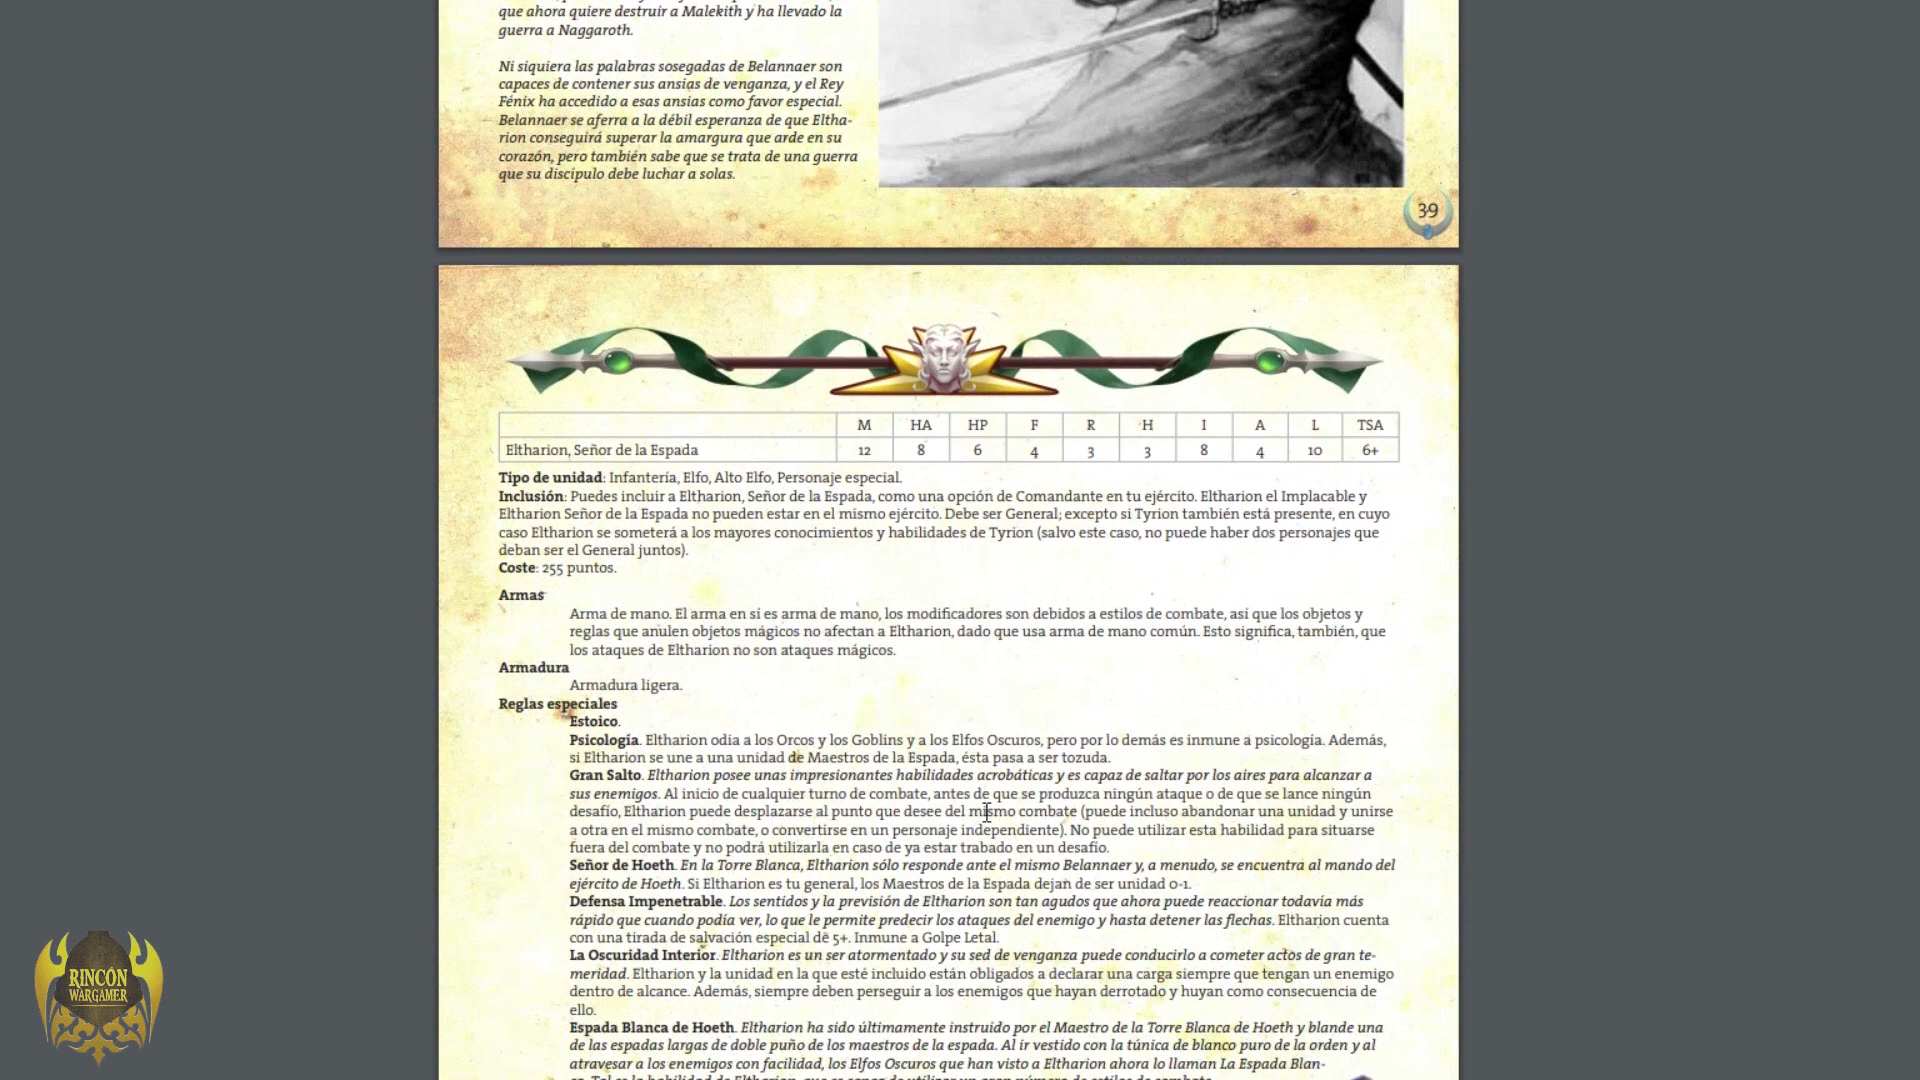 que ahora quiere destruir a Malekith y ha llevado la
guerra a Naggaroth.
Ni siquiera las palabras sosegadas de Belannaer son
capaces de contener sus ansias de venganza, y el Rey
Fénix ha accedido a esas ansias como favor especial.
Belannaer se aferra a la débil esperanza de que Eltha-
rion conseguirá superar la amargura que arde en su
corazón, pero también sabe que se trata de una guerra
que su discípulo debe luchar a solas.
39
M HA HP F R H I A L TSA
Eltharion, Señor de la Espada 12 8 6 4 3 3 8 4 10 6+
Tipo de unidad: Infantería, Elfo, Alto Elfo, Personaje especial.
Inclusión: Puedes incluir a Eltharion, Señor de la Espada, como una opción de Comandante en tu ejército. Eltharion el Implacable y
Eltharion Señor de la Espada no pueden estar en el mismo ejército. Debe ser General; excepto si Tyrion también está presente, en cuyo
caso Eltharion se someterá a los mayores conocimientos y habilidades de Tyrion (salvo este caso, no puede haber dos personajes que
deban ser el General juntos).
Coste: 255 puntos.
Armas
Arma de mano. El arma en sí es arma de mano, los modificadores son debidos a estilos de combate, así que los objetos y
reglas que anulen objetos mágicos no afectan a Eltharion, dado que usa arma de mano común. Esto significa, también, que
los ataques de Eltharion no son ataques mágicos.
Armadura
Armadura ligera.
Reglas especiales
Estoico.
Psicología. Eltharion odia a los Orcos y los Goblins y a los Elfos Oscuros, pero por lo demás es inmune a psicología. Además,
si Eltharion se une a una unidad de Maestros de la Espada, ésta pasa a ser tozuda.
Gran Salto. Eltharion posee unas impresionantes habilidades acrobáticas y es capaz de saltar por los aires para alcanzar a
sus enemigos. Al inicio de cualquier turno de combate, antes de que se produzca ningún ataque o de que se lance ningún
desafío, Eltharion puede desplazarse al punto que desee del mismo combate (puede incluso abandonar una unidad y unirse
a otra en el mismo combate, o convertirse en un personaje independiente). No puede utilizar esta habilidad para situarse
fuera del combate y no podrá utilizarla en caso de ya estar trabado en un desafío.
Señor de Hoeth. En la Torre Blanca, Eltharion sólo responde ante el mismo Belannaer y, a menudo, se encuentra al mando del
ejército de Hoeth. Si Eltharion es tu general, los Maestros de la Espada dejan de ser unidad 0-1.
Defensa Impenetrable. Los sentidos y la previsión de Eltharion son tan agudos que ahora puede reaccionar todavía más
rápido que cuando podía ver, lo que le permite predecir los ataques del enemigo y hasta detener las flechas. Eltharion cuenta
con una tirada de salvación especial de 5+. Inmune a Golpe Letal.
La Oscuridad Interior. Eltharion es un ser atormentado y su sed de venganza puede conducirlo a cometer actos de gran te-
meridad. Eltharion y la unidad en la que esté incluido están obligados a declarar una carga siempre que tengan un enemigo
dentro de alcance. Además, siempre deben perseguir a los enemigos que hayan derrotado y huyan como consecuencia de
ello.
Espada Blanca de Hoeth. Eltharion ha sido últimamente instruido por el Maestro de la Torre Blanca de Hoeth y blande una
de las espadas largas de doble puño de los maestros de la espada. Al ir vestido con la túnica de blanco puro de la orden y al
atravesar a los enemigos con facilidad, los Elfos Oscuros que han visto a Eltharion ahora lo llaman La Espada Blan-
RINCÓN
WARGAMER